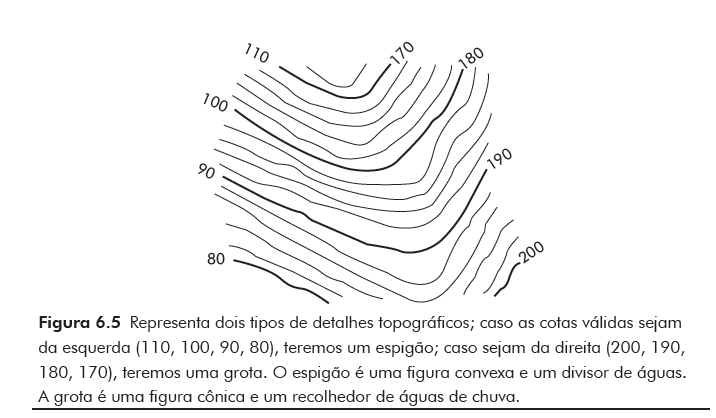 110
170
180
100
190
90
200
80
Figura 6.5 Representa dois tipos de detalhes topográficos; caso as cotas válidas sejam
da esquerda (110, 100, 90, 80), teremos um espigão; caso sejam da direita (200, 190,
180, 170), teremos uma grota. O espigão é uma figura convexa e um divisor de águas.
A grota é uma figura cônica e um recolhedor de águas de chuva.